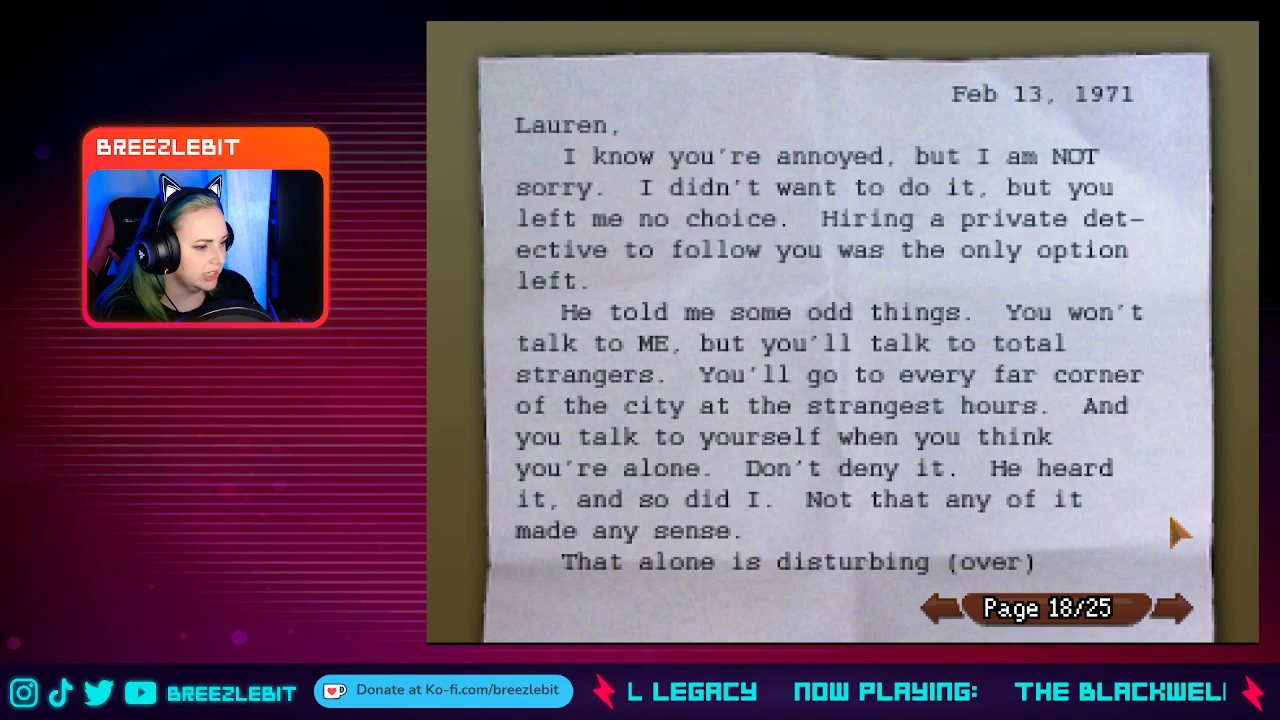 BREEZLEBIT
Feb 13, 1971
Lauren,
I know you're annoyed, but I am NOT
sorry. I didn't want to do it, but you
left me no choice. Hiring a private det-
ective to follow you was the only option
left.
He told me some odd things. You won't
talk to ME, but you'll talk to total
strangers. You'll go to every far corner
of the city at the strangest hours. And
you talk to yourself when you think
you're alone. Don't deny it. He heard
it, and so did I. Not that any of it
made any sense.
That alone is disturbing (over)
Page 18/25
BREEZLEBIT
Donate at Ko-fi.com/breezlebit
L LEGACY NOW PLAYING: THE BLACKWELL